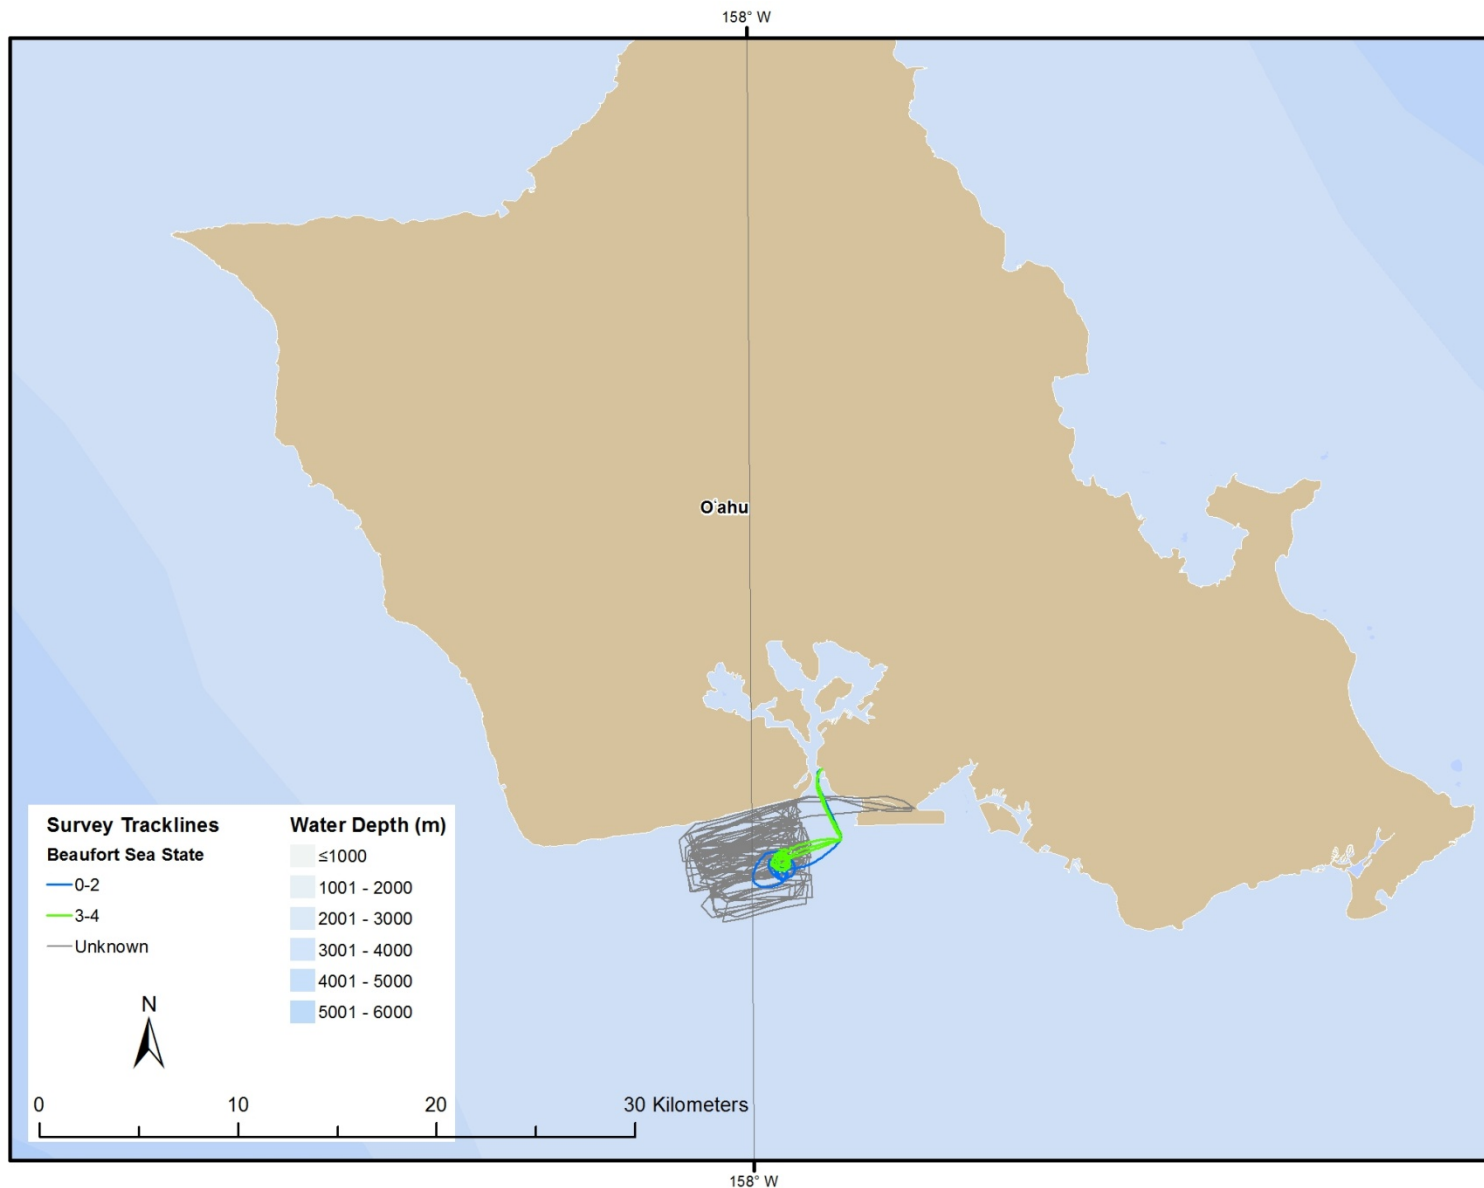 158° W
O'ahu
Survey Tracklines
Beaufort Sea State
0-2
3-4
Unknown
Water Depth (m)
≤1000
1001 - 2000
2001 - 3000
3001 - 4000
4001 - 5000
5001 - 6000
N
0 10 20 30 Kilometers
158° W